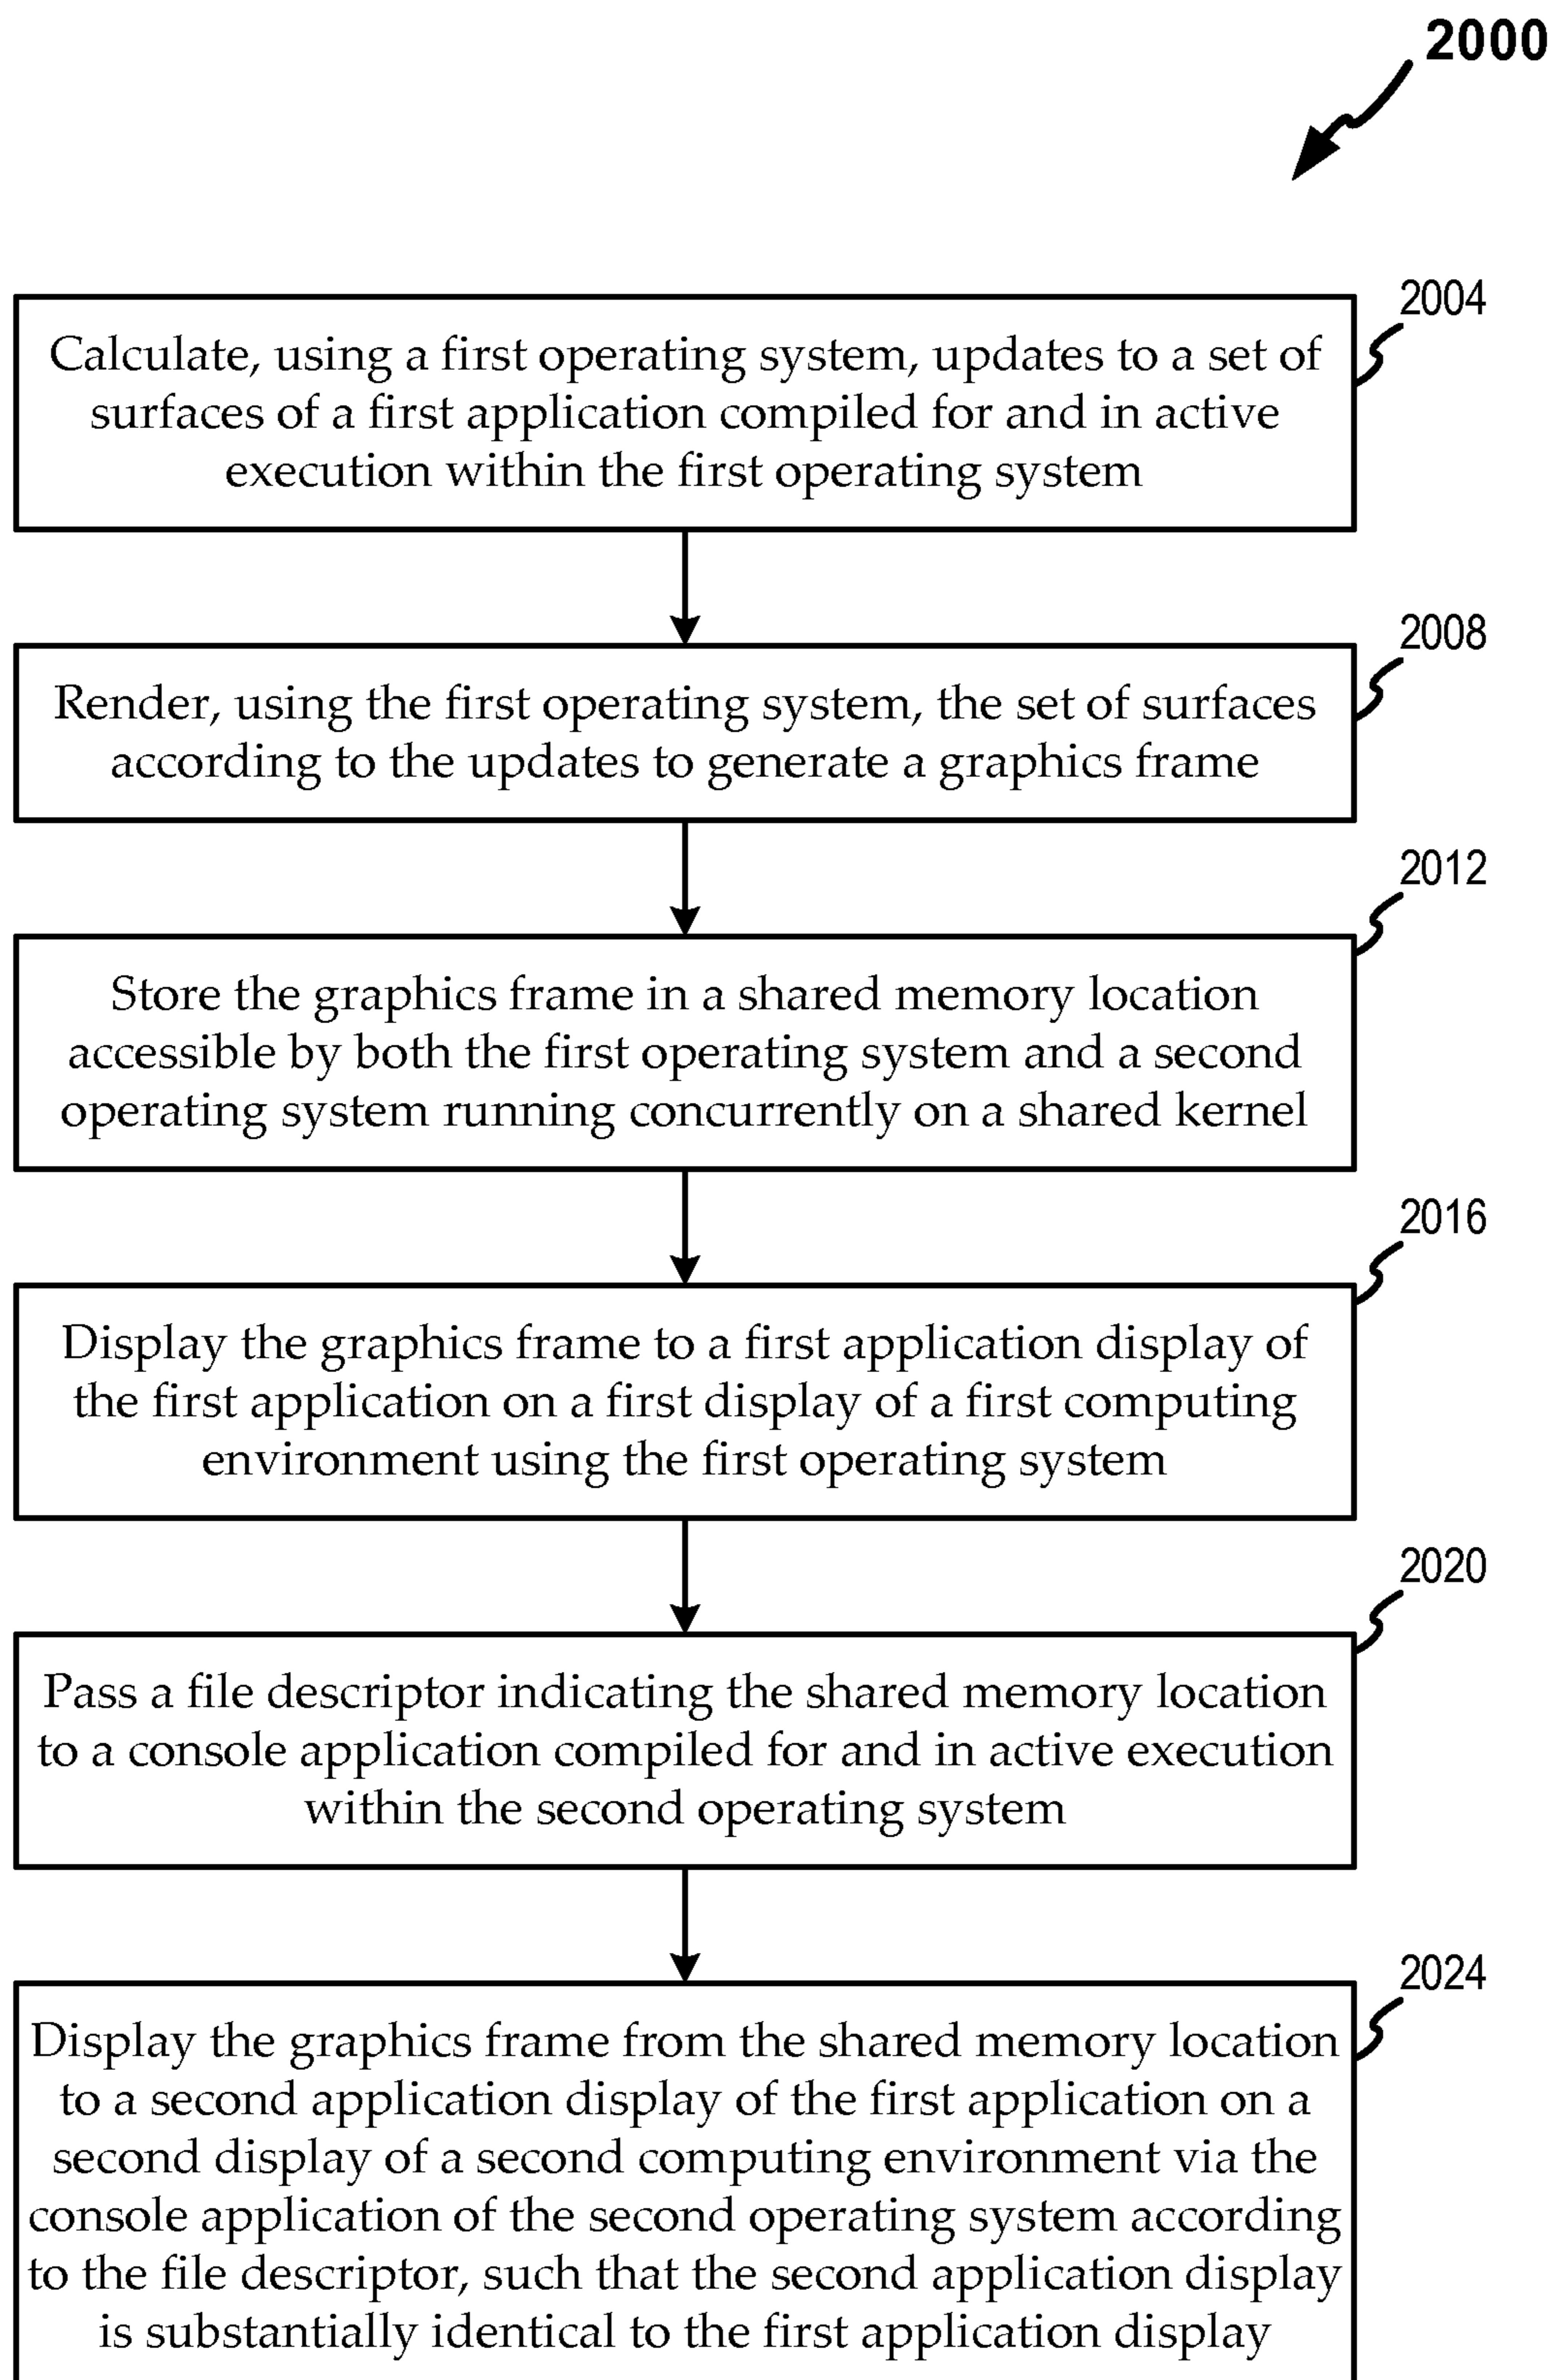 2000
2004
Calculate, using a first operating system, updates to a set of
surfaces of a first application compiled for and in active
execution within the first operating system
2008
Render, using the first operating system, the set of surfaces
according to the updates to generate a graphics frame
2012
Store the graphics frame in a shared memory location
accessible by both the first operating system and a second
operating system running concurrently on a shared kernel
2016
Display the graphics frame to a first application display of
the first application on a first display of a first computing
environment using the first operating system
2020
Pass a file descriptor indicating the shared memory location
to a console application compiled for and in active execution
within the second operating system
2024
Display the graphics frame from the shared memory location
to a second application display of the first application on a
second display of a second computing environment via the
console application of the second operating system according
to the file descriptor, such that the second application display
is substantially identical to the first application display